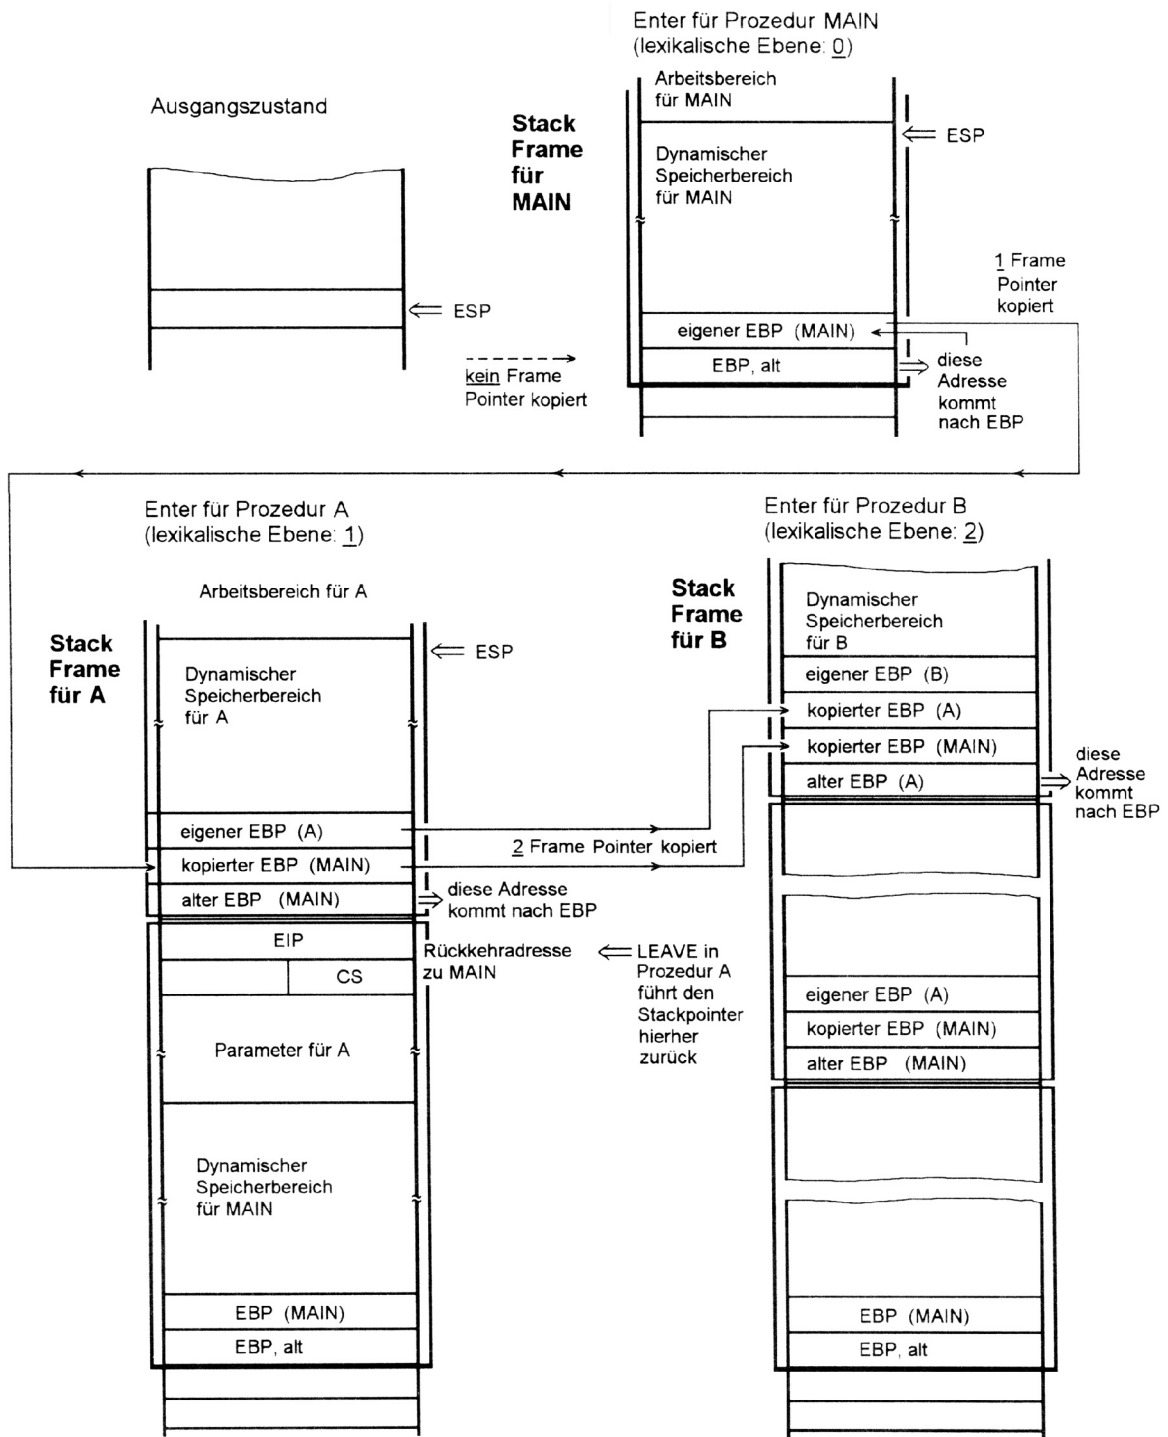 Enter für Prozedur MAIN
(lexikalische Ebene: 0)
Ausgangszustand
ESP
Stack
Frame
für
MAIN
Arbeitsbereich
für MAIN
ESP
Dynamischer
Speicherbereich
für MAIN
eigener EBP (MAIN)
EBP, alt
kein Frame
Pointer kopiert
1 Frame
Pointer
kopiert
diese
Adresse
kommt
nach EBP
Enter für Prozedur A
(lexikalische Ebene: 1)
Arbeitsbereich für A
Stack
Frame
für A
ESP
Dynamischer
Speicherbereich
für A
eigener EBP (A)
kopierter EBP (MAIN)
alter EBP (MAIN)
2 Frame Pointer kopiert
diese Adresse
kommt nach EBP
EIP
CS
Rückkehradresse
zu MAIN
LEAVE in
Prozedur A
führt den
Stackpointer
hierher
zurück
Parameter für A
Dynamischer
Speicherbereich
für MAIN
EBP (MAIN)
EBP, alt
Enter für Prozedur B
(lexikalische Ebene: 2)
Stack
Frame
für B
Dynamischer
Speicherbereich
für B
eigener EBP (B)
kopierter EBP (A)
kopierter EBP (MAIN)
alter EBP (A)
diese
Adresse
kommt
nach EBP
eigener EBP (A)
kopierter EBP (MAIN)
alter EBP (MAIN)
EBP (MAIN)
EBP, alt